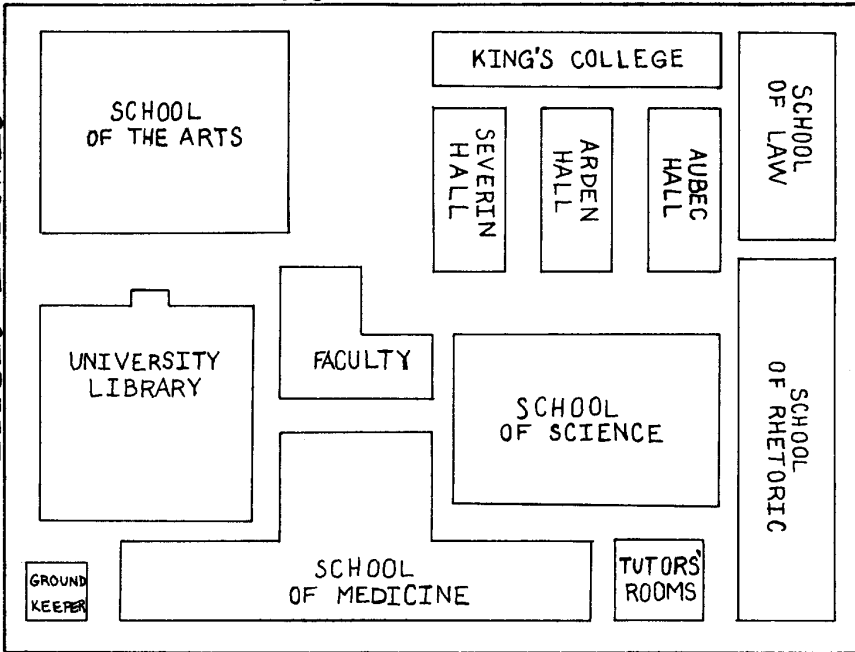 SCHOOL
OF THE ARTS
KING'S COLLEGE
SCHOOL
OF LAW
SEVERIN
HALL
ARDEN
HALL
AUBEC
HALL
UNIVERSITY
LIBRARY
FACULTY
SCHOOL
OF SCIENCE
SCHOOL
OF RHETORIC
GROUND
KEEPER
SCHOOL
OF MEDICINE
TUTORS'
ROOMS